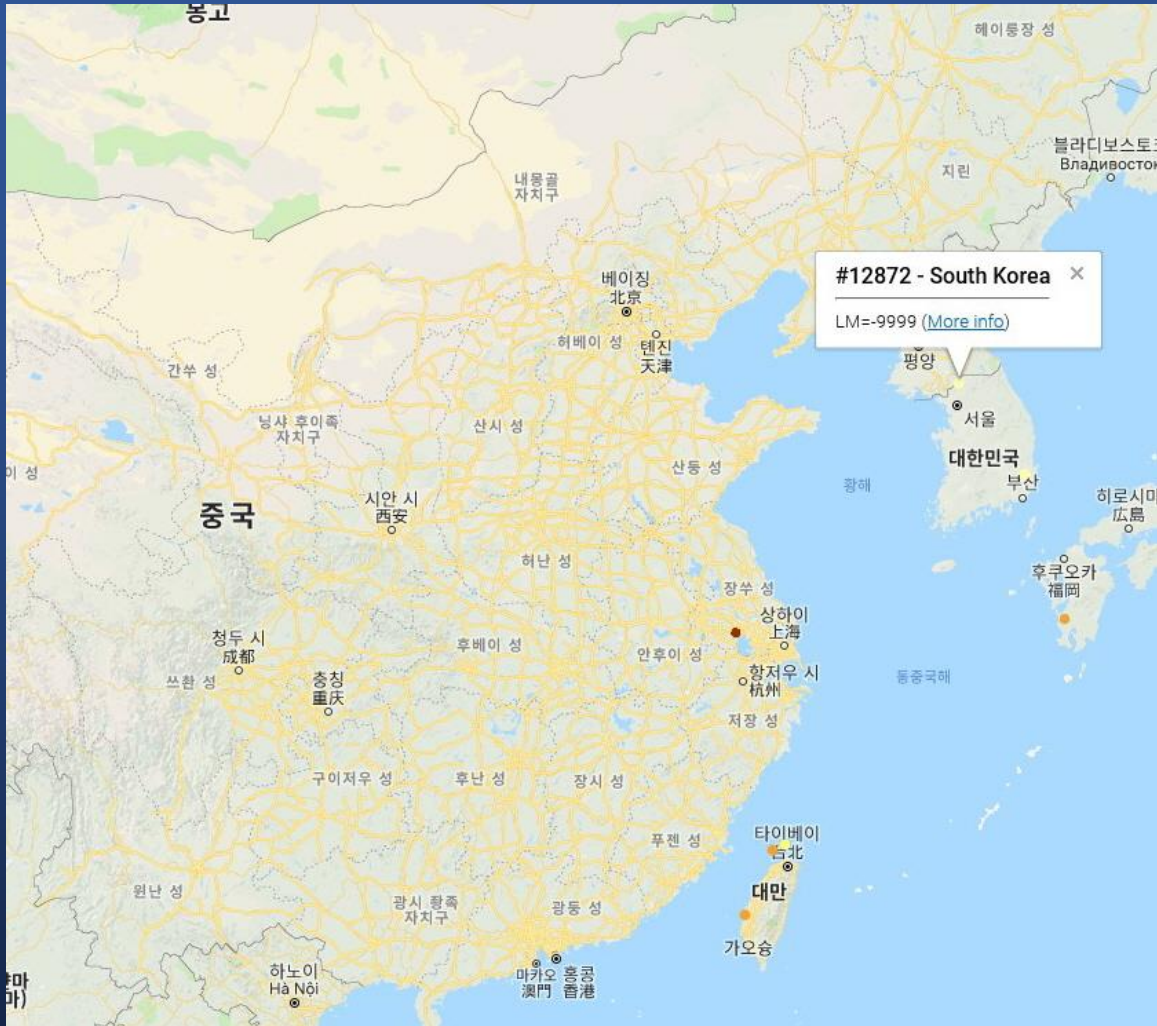 몽고
헤이룽장 성
블라디보스토크
Владивосток
지린
내몽골
자치구
#12872 - South Korea
LM=-9999 (More info)
베이징
北京
허베이 성
톈진
天津
평양
간쑤 성
서울
닝샤 후이족
자치구
산시 성
대한민국
산둥 성
이 성
부산
황해
시안 시
西安
히로시마
広島
중국
허난 성
후쿠오카
福岡
장쑤 성
상하이
上海
청두 시
成都
후베이 성
안후이 성
쓰촨 성
충칭
重庆
항저우 시
杭州
동중국해
저장 성
구이저우 성
후난 성
장시 성
타이베이
台北
푸젠 성
윈난 성
대만
광시 좡족
자치구
광둥 성
가오슝
하노이
Hà Nội
마카오
澳門
홍콩
香港
마)